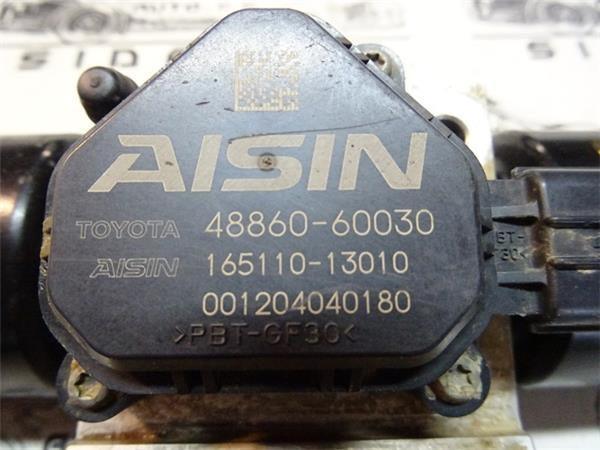 AISIN
TOYOTA 48860-60030
AISIN 165110-13010
001204040180
>PBT-GF30<